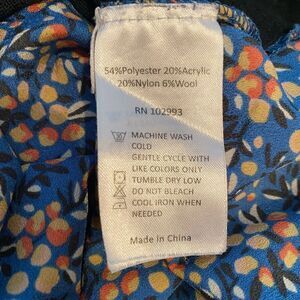 54%Polyester 20%Acrylic
20%Nylon 6%Wool
RN 102993
MACHINE WASH
COLD
GENTLE CYCLE WITH
LIKE COLORS ONLY
TUMBLE DRY LOW
DO NOT BLEACH
COOL IRON WHEN
NEEDED
Made in China